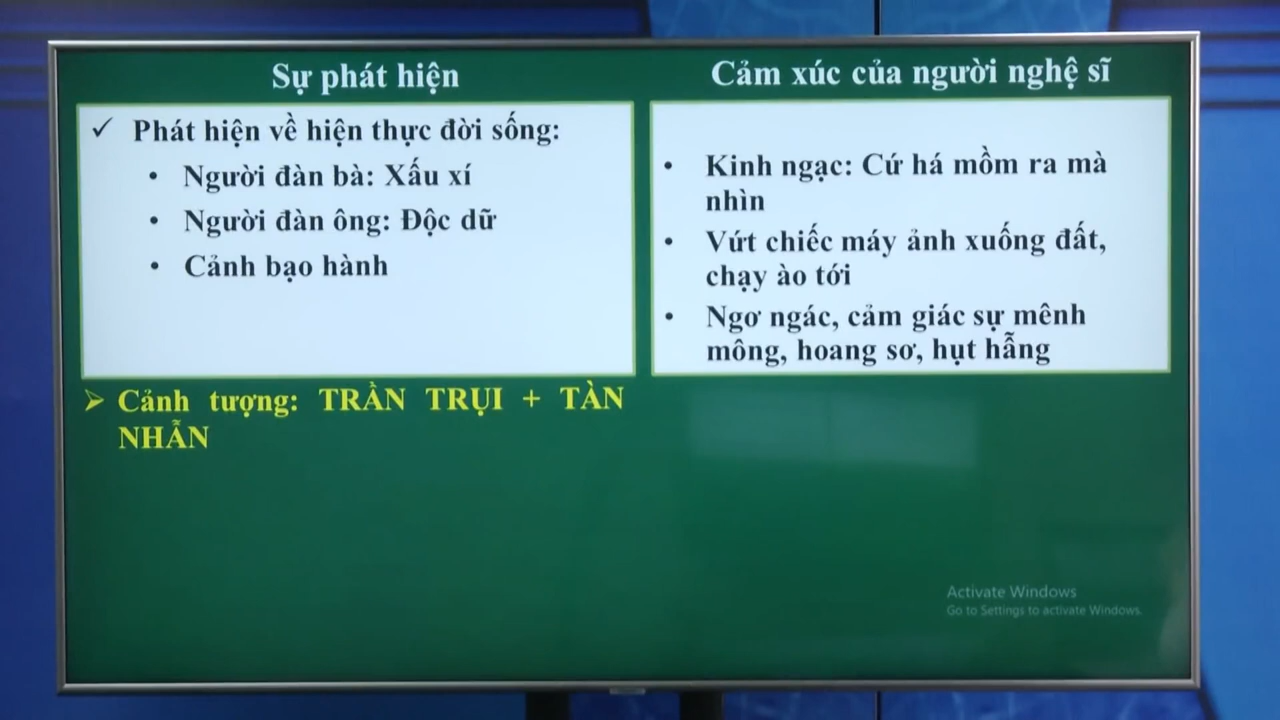 Sự phát hiện
✓ Phát hiện về hiện thực đời sống:
• Người đàn bà: Xấu xí
• Người đàn ông: Độc dữ
• Cảnh bạo hành
➢ Cảnh tượng: TRẦN TRỤI + TÀN
NHẪN
Cảm xúc của người nghệ sĩ
• Kinh ngạc: Cứ há mồm ra mà
nhìn
• Vứt chiếc máy ảnh xuống đất,
chạy ào tới
• Ngơ ngác, cảm giác sự mênh
mông, hoang sơ, hụt hẫng
Activate Windows
Go to Settings to activate Windows.